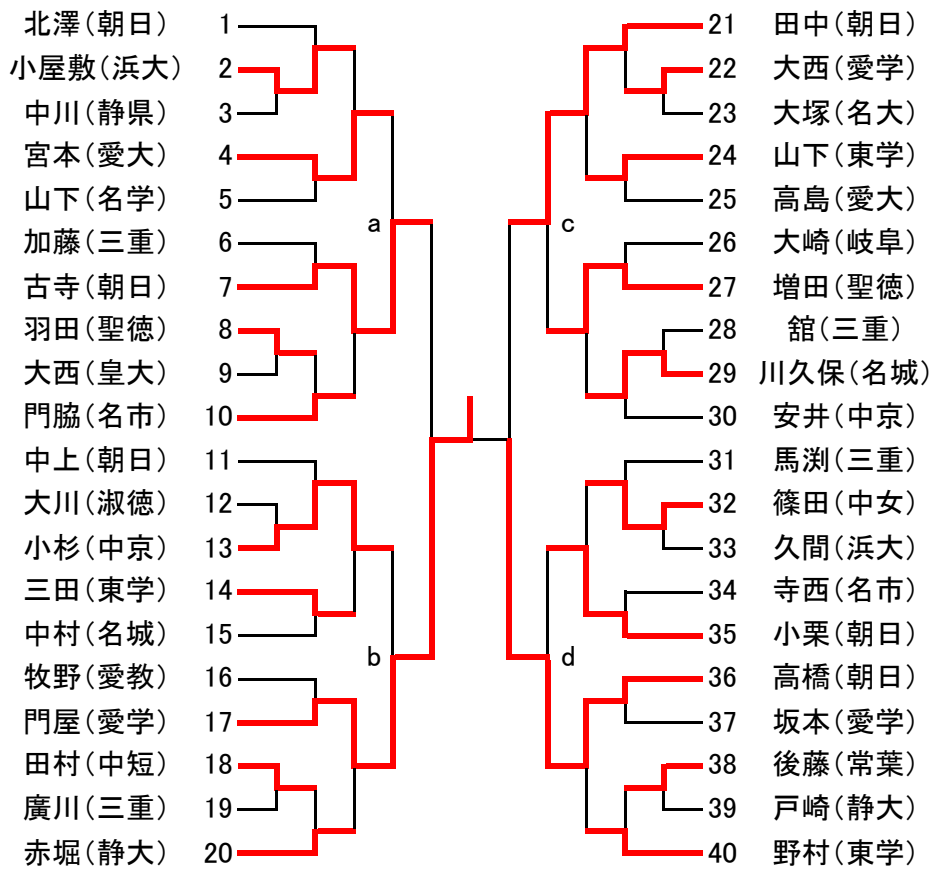 北澤(朝日) 1
小屋敷(浜大) 2
中川(静県) 3
宮本(愛大) 4
山下(名学) 5
a
加藤(三重) 6
古寺(朝日) 7
羽田(聖徳) 8
大西(皇大) 9
門脇(名市) 10
中上(朝日) 11
大川(淑徳) 12
小杉(中京) 13
三田(東学) 14
中村(名城) 15
b
牧野(愛教) 16
門屋(愛学) 17
田村(中短) 18
廣川(三重) 19
赤堀(静大) 20
21 田中(朝日)
22 大西(愛学)
23 大塚(名大)
24 山下(東学)
25 高島(愛大)
c
26 大崎(岐阜)
27 増田(聖徳)
28 舘(三重)
29 川久保(名城)
30 安井(中京)
31 馬渕(三重)
32 篠田(中女)
33 久間(浜大)
34 寺西(名市)
35 小栗(朝日)
d
36 高橋(朝日)
37 坂本(愛学)
38 後藤(常葉)
39 戸崎(静大)
40 野村(東学)